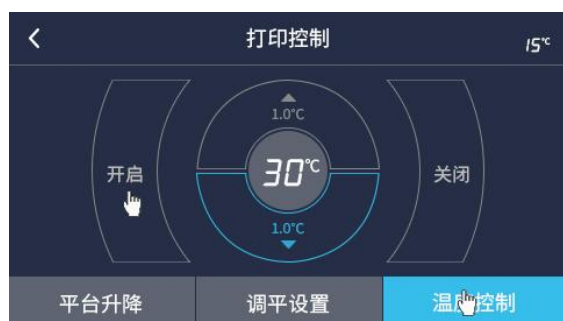 打印控制
15℃
1.0℃
开启
30℃
关闭
1.0℃
平台升降
调平设置
温度控制